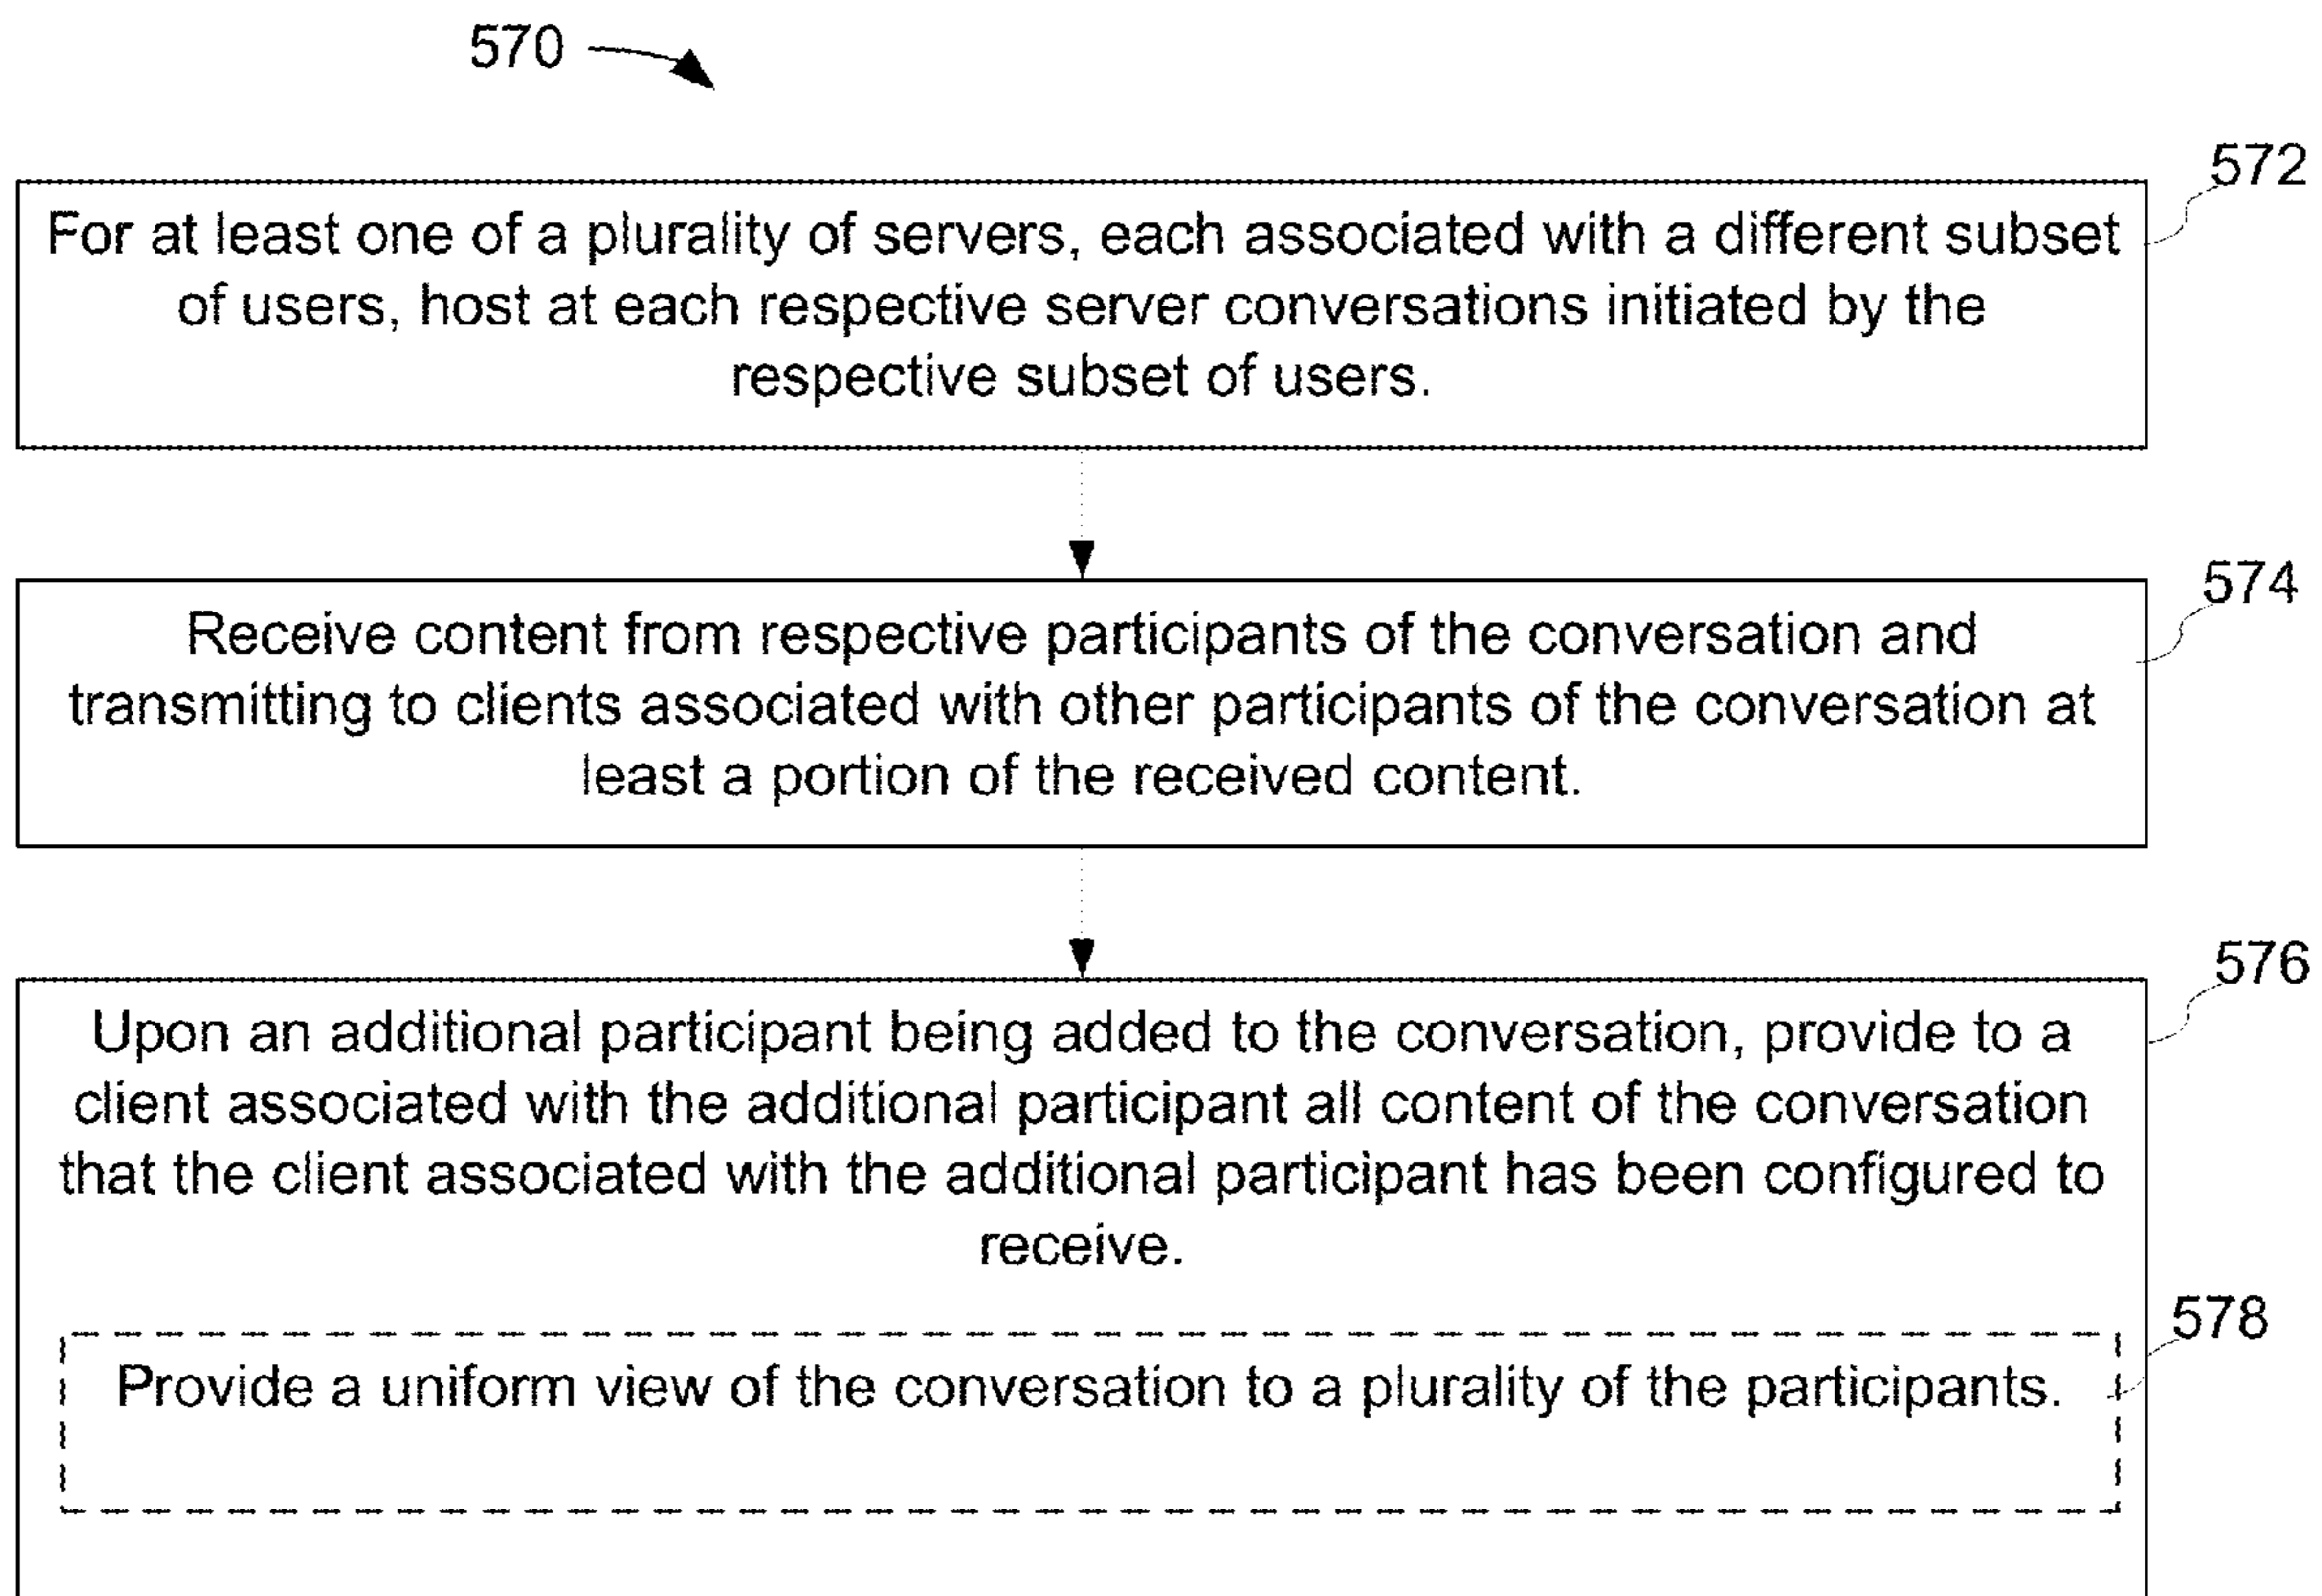 570
572
For at least one of a plurality of servers, each associated with a different subset
of users, host at each respective server conversations initiated by the
respective subset of users.
574
Receive content from respective participants of the conversation and
transmitting to clients associated with other participants of the conversation at
least a portion of the received content.
576
Upon an additional participant being added to the conversation, provide to a
client associated with the additional participant all content of the conversation
that the client associated with the additional participant has been configured to
receive.
578
Provide a uniform view of the conversation to a plurality of the participants.